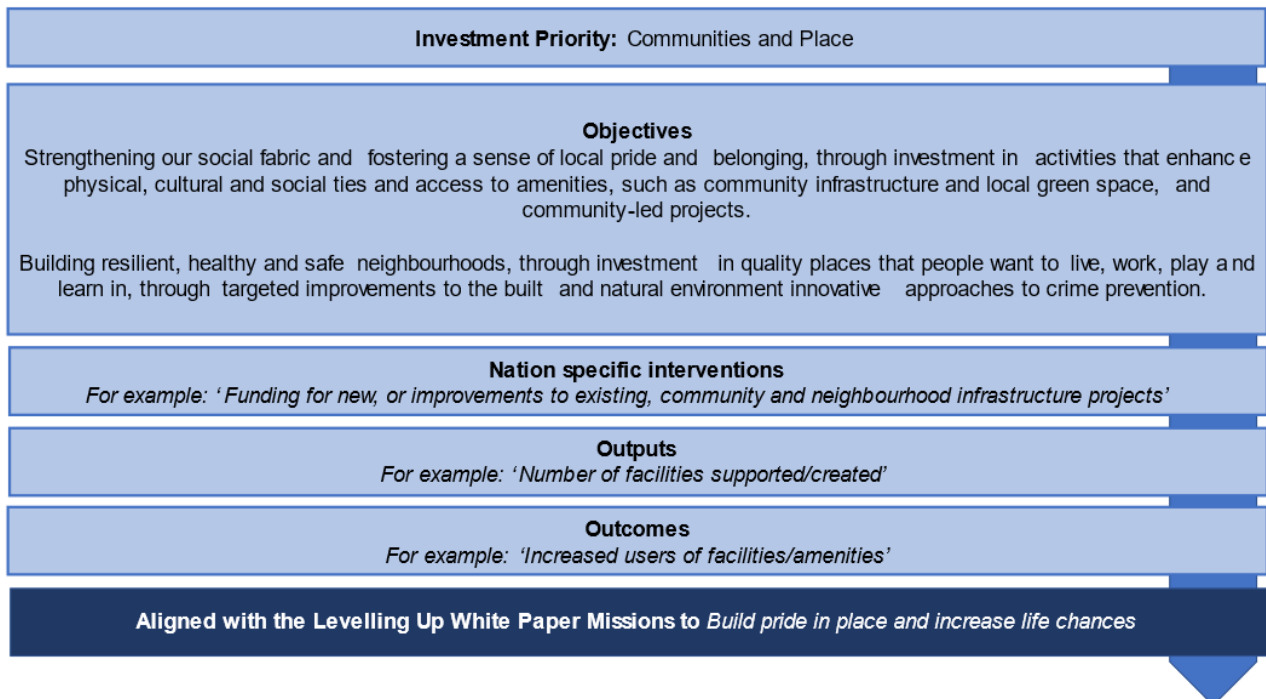 Investment Priority: Communities and Place
Objectives
Strengthening our social fabric and fostering a sense of local pride and belonging, through investment in activities that enhance
physical, cultural and social ties and access to amenities, such as community infrastructure and local green space, and
community-led projects.
Building resilient, healthy and safe neighbourhoods, through investment in quality places that people want to live, work, play and
learn in, through targeted improvements to the built and natural environment innovative approaches to crime prevention.
Nation specific interventions
For example: ‘Funding for new, or improvements to existing, community and neighbourhood infrastructure projects’
Outputs
For example: ‘Number of facilities supported/created’
Outcomes
For example: ‘Increased users of facilities/amenities’
Aligned with the Levelling Up White Paper Missions to Build pride in place and increase life chances